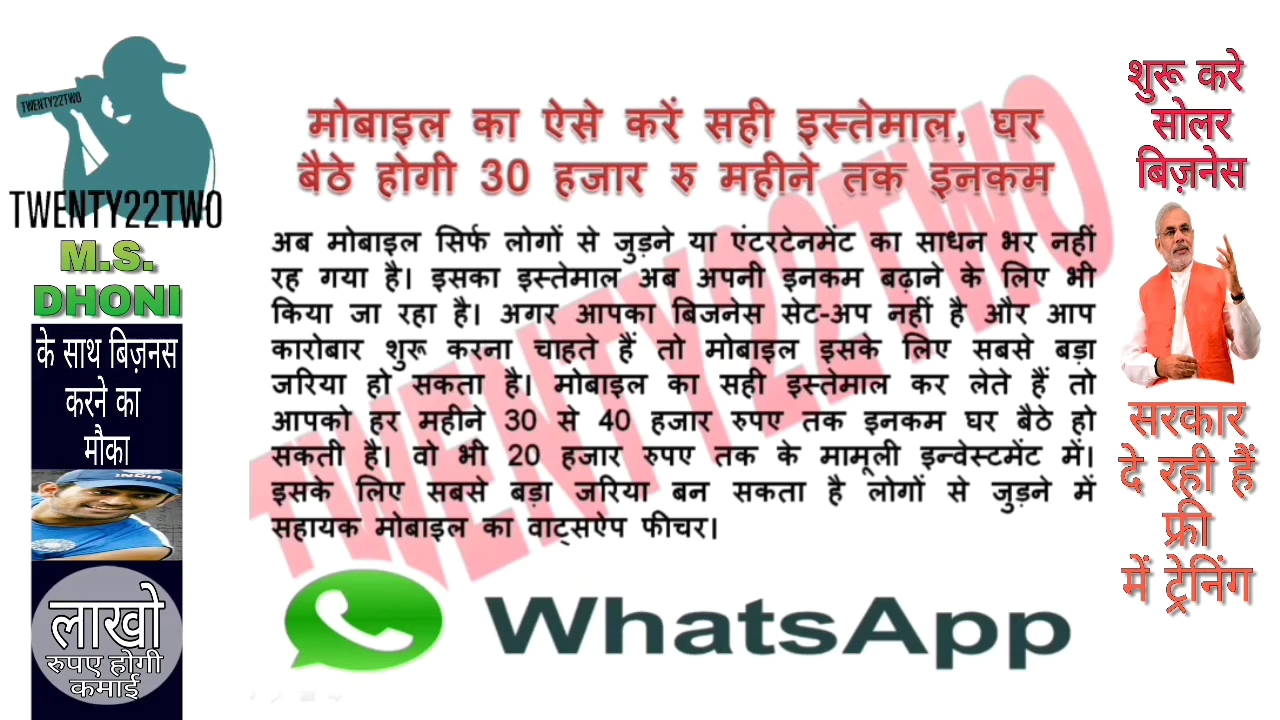 TWENTY22TWO
TWENTY22TWO
M.S.
DHONI
के साथ बिज़नस
करने का
मौका
INDIA
लाखो
रुपए होगी
कमाई
मोबाइल का ऐसे करें सही इस्तेमाल, घर
बैठे होगी 30 हजार रु महीने तक इनकम
अब मोबाइल सिर्फ लोगों से जुड़ने या एंटरटेनमेंट का साधन भर नहीं
रह गया है। इसका इस्तेमाल अब अपनी इनकम बढ़ाने के लिए भी
किया जा रहा है। अगर आपका बिजनेस सेट-अप नहीं है और आप
कारोबार शुरू करना चाहते हैं तो मोबाइल इसके लिए सबसे बड़ा
जरिया हो सकता है। मोबाइल का सही इस्तेमाल कर लेते हैं तो
आपको हर महीने 30 से 40 हजार रुपए तक इनकम घर बैठे हो
सकती है। वो भी 20 हजार रुपए तक के मामूली इन्वेस्टमेंट में।
इसके लिए सबसे बड़ा जरिया बन सकता है लोगों से जुड़ने में
सहायक मोबाइल का वाट्सऐप फीचर।
TWENTY22TWO
WhatsApp
शुरू करे
सोलर
बिज़नेस
सरकार
दे रही हैं
फ्री
में ट्रेनिंग